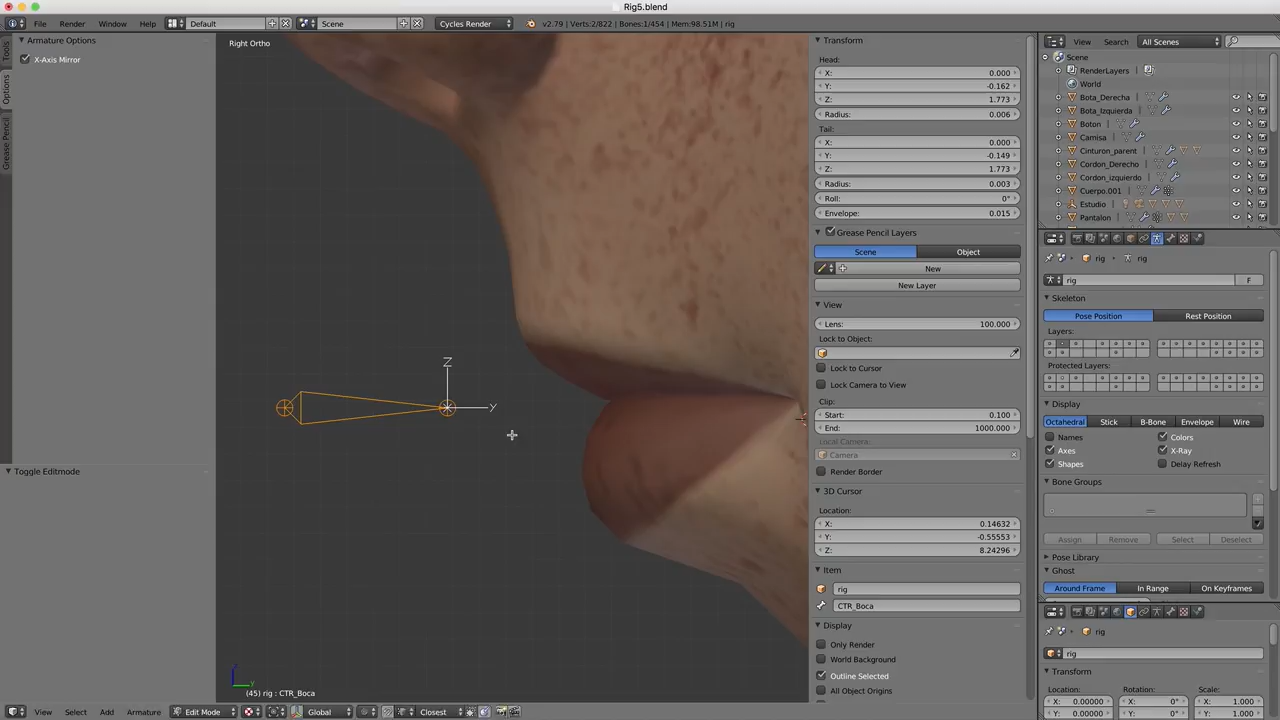 Rig5.blend
File Render Window Help Default Scene Cycles Render v2.79 | Verts:2/822 | Bones:1/454 | Mem:98.51M | rig
Tools
Options
Grease Pencil
Armature Options
X-Axis Mirror
Toggle Editmode
Right Ortho
Z
Y
z
y
(45) rig : CTR_Boca
View Select Add Armature Edit Mode Global Closest
Transform
Head:
X: 0.000
Y: -0.162
Z: 1.773
Radius: 0.006
Tail:
X: 0.000
Y: -0.149
Z: 1.773
Radius: 0.003
Roll: 0°
Envelope: 0.015
Grease Pencil Layers
Scene Object
New
New Layer
View
Lens: 100.000
Lock to Object:
Lock to Cursor
Lock Camera to View
Clip:
Start: 0.100
End: 1000.000
Local Camera:
Camera
Render Border
3D Cursor
Location:
X: 0.14632
Y: -0.55553
Z: 8.24296
Item
rig
CTR_Boca
Display
Only Render
World Background
Outline Selected
All Object Origins
View Search All Scenes
Scene
RenderLayers
World
Bota_Derecha
Bota_Izquierda
Boton
Camisa
Cinturon_parent
Cordon_Derecho
Cordon_izquierdo
Cuerpo.001
Estudio
Pantalon
rig rig
rig F
Skeleton
Pose Position Rest Position
Layers:
Protected Layers:
Display
Octahedral Stick B-Bone Envelope Wire
Names Colors
Axes X-Ray
Shapes Delay Refresh
Bone Groups
Assign Remove Select Deselect
Pose Library
Ghost
Around Frame In Range On Keyframes
rig
rig
Transform
Location: Rotation: Scale:
X: 0.00000 X: 0° X: 1.000
Y: 0.00000 Y: 0° Y: 1.000